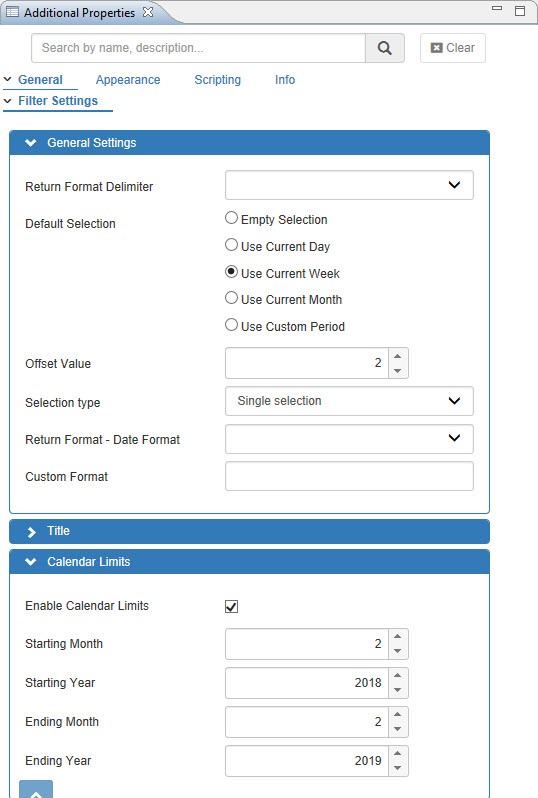 Additional Properties
Search by name, description...
Clear
General Appearance Scripting Info
Filter Settings
General Settings
Return Format Delimiter
Default Selection
Empty Selection
Use Current Day
Use Current Week
Use Current Month
Use Custom Period
Offset Value 2
Selection type Single selection
Return Format - Date Format
Custom Format
Title
Calendar Limits
Enable Calendar Limits
Starting Month 2
Starting Year 2018
Ending Month 2
Ending Year 2019